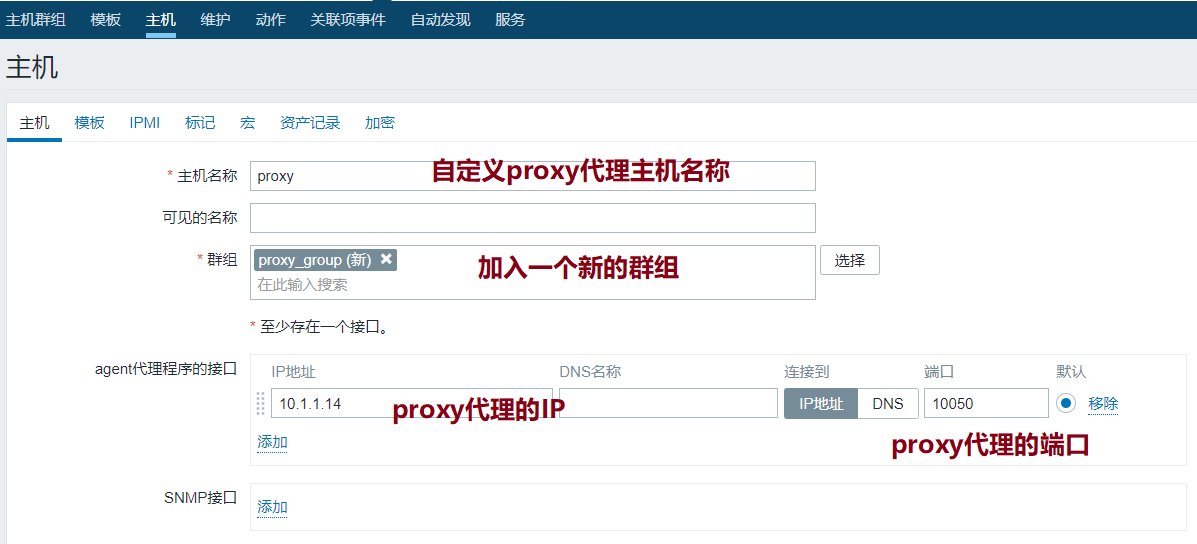 主机群组 模板 主机 维护 动作 关联项事件 自动发现 服务
主机
主机 模板 IPMI 标记 宏 资产记录 加密
* 主机名称 proxy 自定义proxy代理主机名称
可见的名称
* 群组 proxy_group (新) ✖ 加入一个新的群组 选择
在此输入搜索
* 至少存在一个接口。
agent代理程序的接口 IP地址 DNS名称 连接到 端口 默认
10.1.1.14 proxy代理的IP IP地址 DNS 10050 移除
添加 proxy代理的端口
SNMP接口 添加